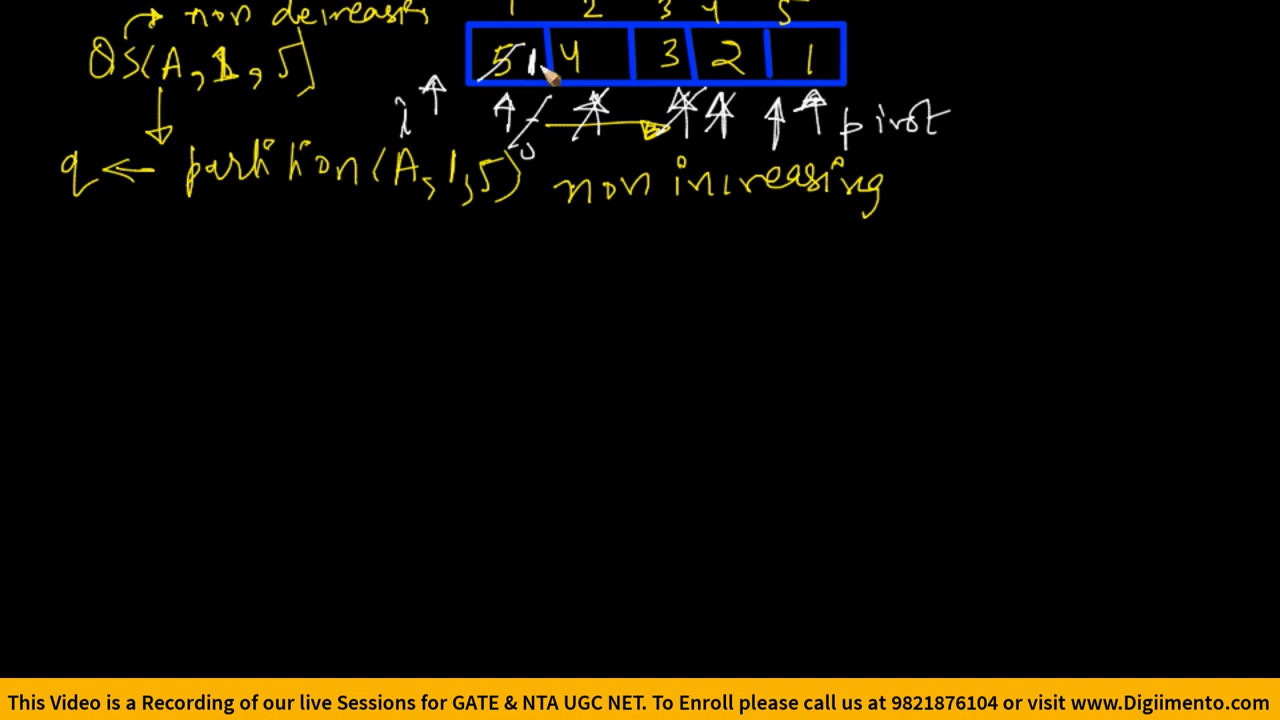 non decreasing
1 2 3 4 5
QS(A, 1, 5)
5 1 4 3 2 1
i pivot
j
q ← partition(A, 1, 5) non increasing
This Video is a Recording of our live Sessions for GATE & NTA UGC NET. To Enroll please call us at 9821876104 or visit www.Digiimento.com